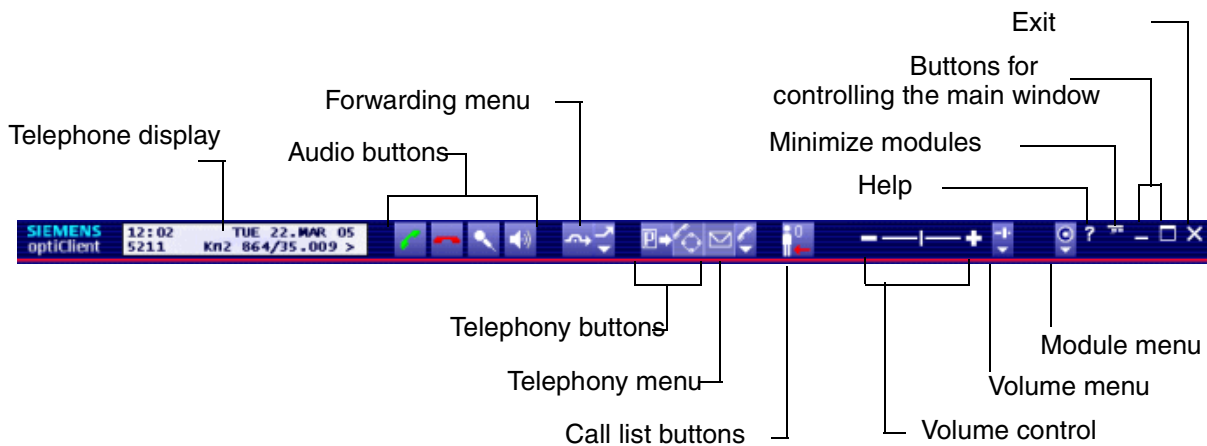 Exit
Buttons for
controlling the main window
Forwarding menu
Telephone display
Minimize modules
Audio buttons
Help
SIEMENS
optiClient
12:02 TUE 22.MAR 05
5211 Kn2 864/35.009 >
P
0
?
Telephony buttons
Module menu
Telephony menu
Volume menu
Call list buttons
Volume control